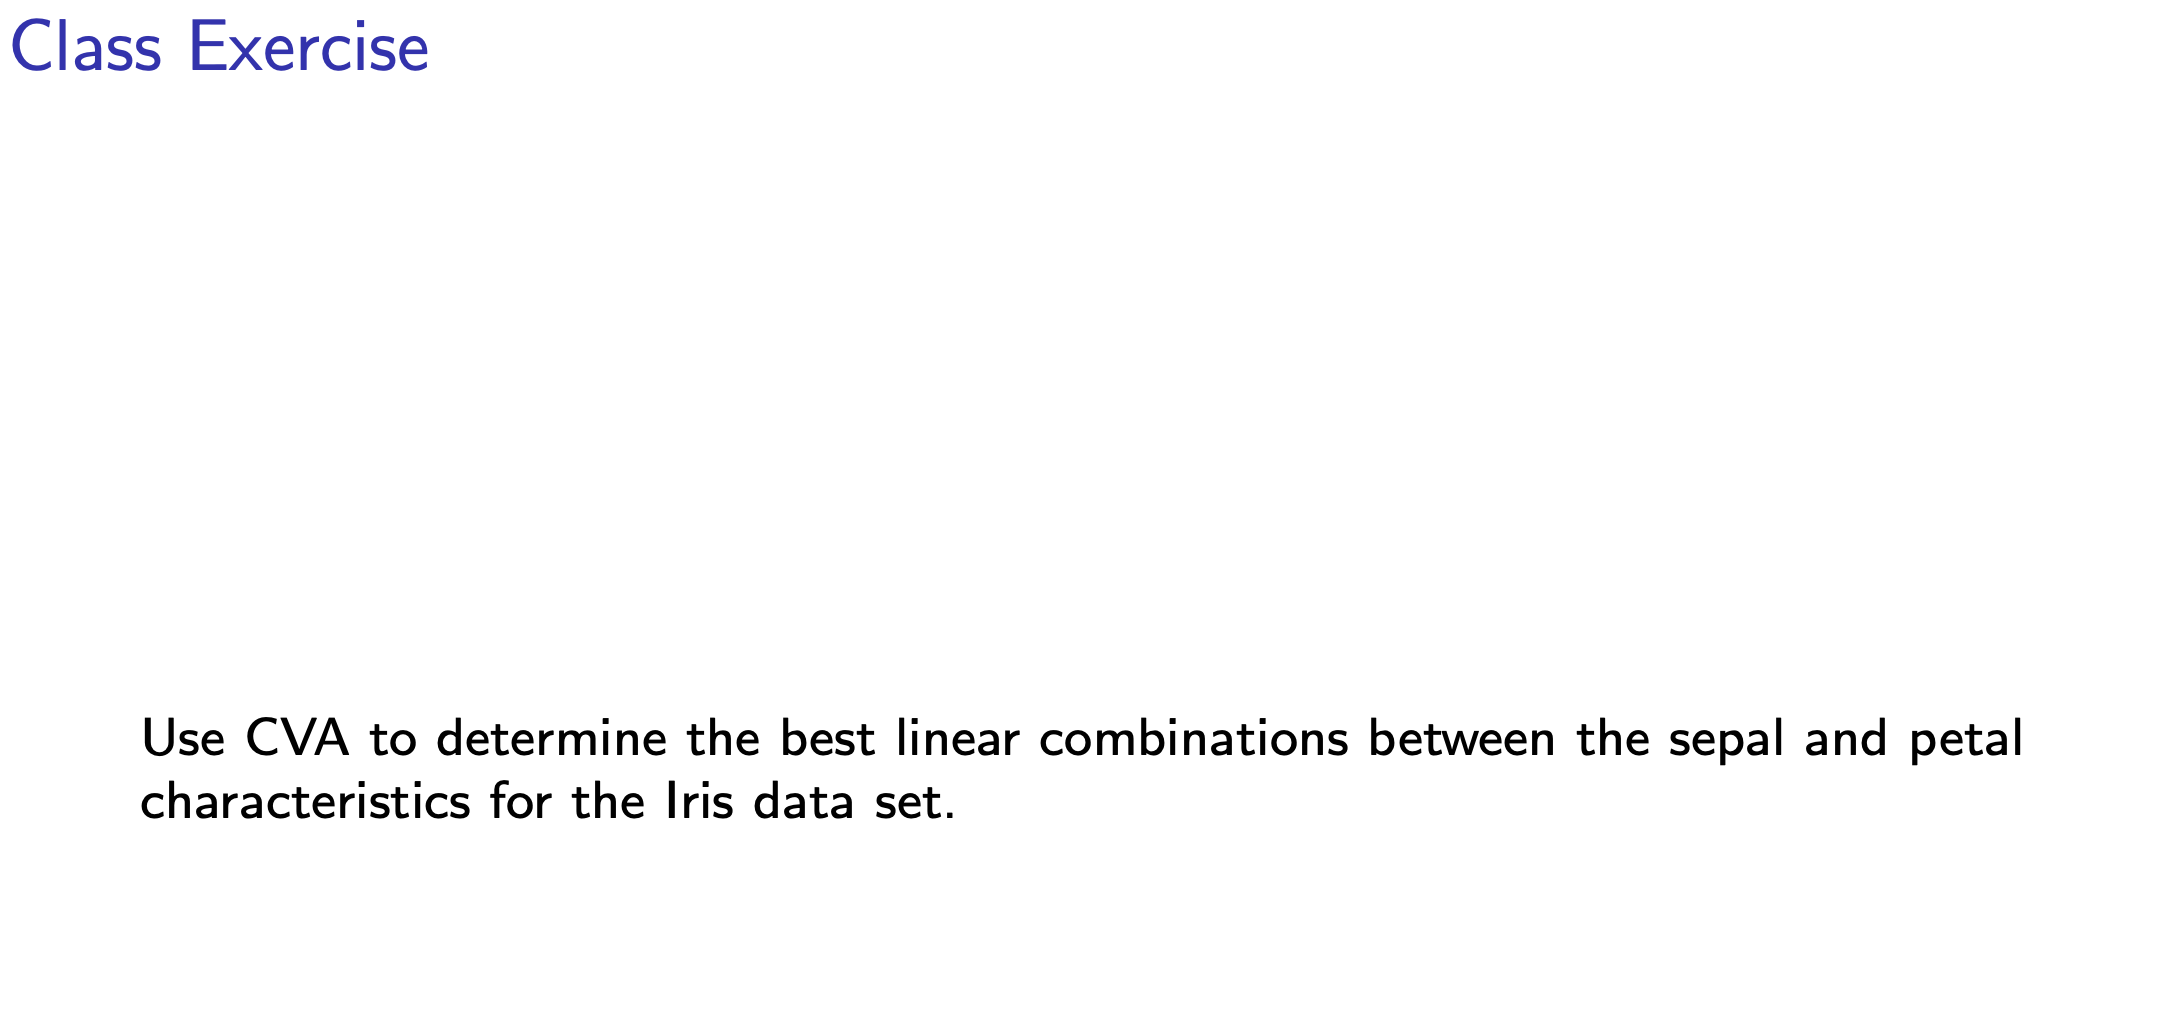 Class Exercise
Use CVA to determine the best linear combinations between the sepal and petal
characteristics for the Iris data set.